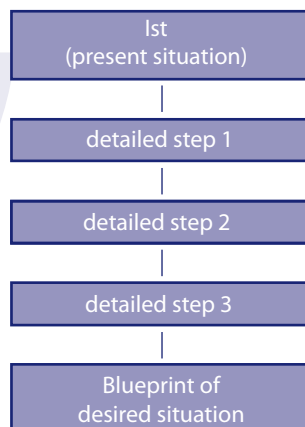 Ist
(present situation)
detailed step 1
detailed step 2
detailed step 3
Blueprint of
desired situation